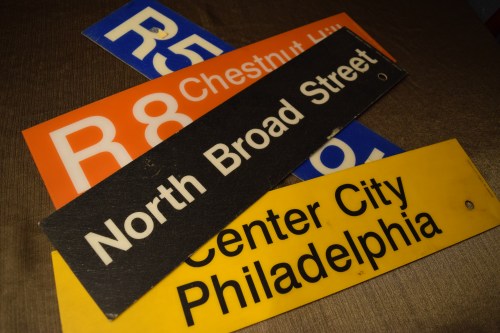 R5
R8 Chestnut Hill
North Broad Street
Center City
Philadelphia